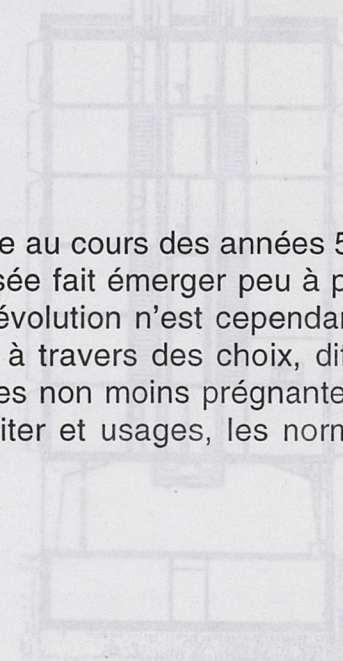 e au cours des années 5
sée fait émerger peu à p
évolution n’est cependar
à travers des choix, dif
es non moins prégnante
iter et usages, les norm